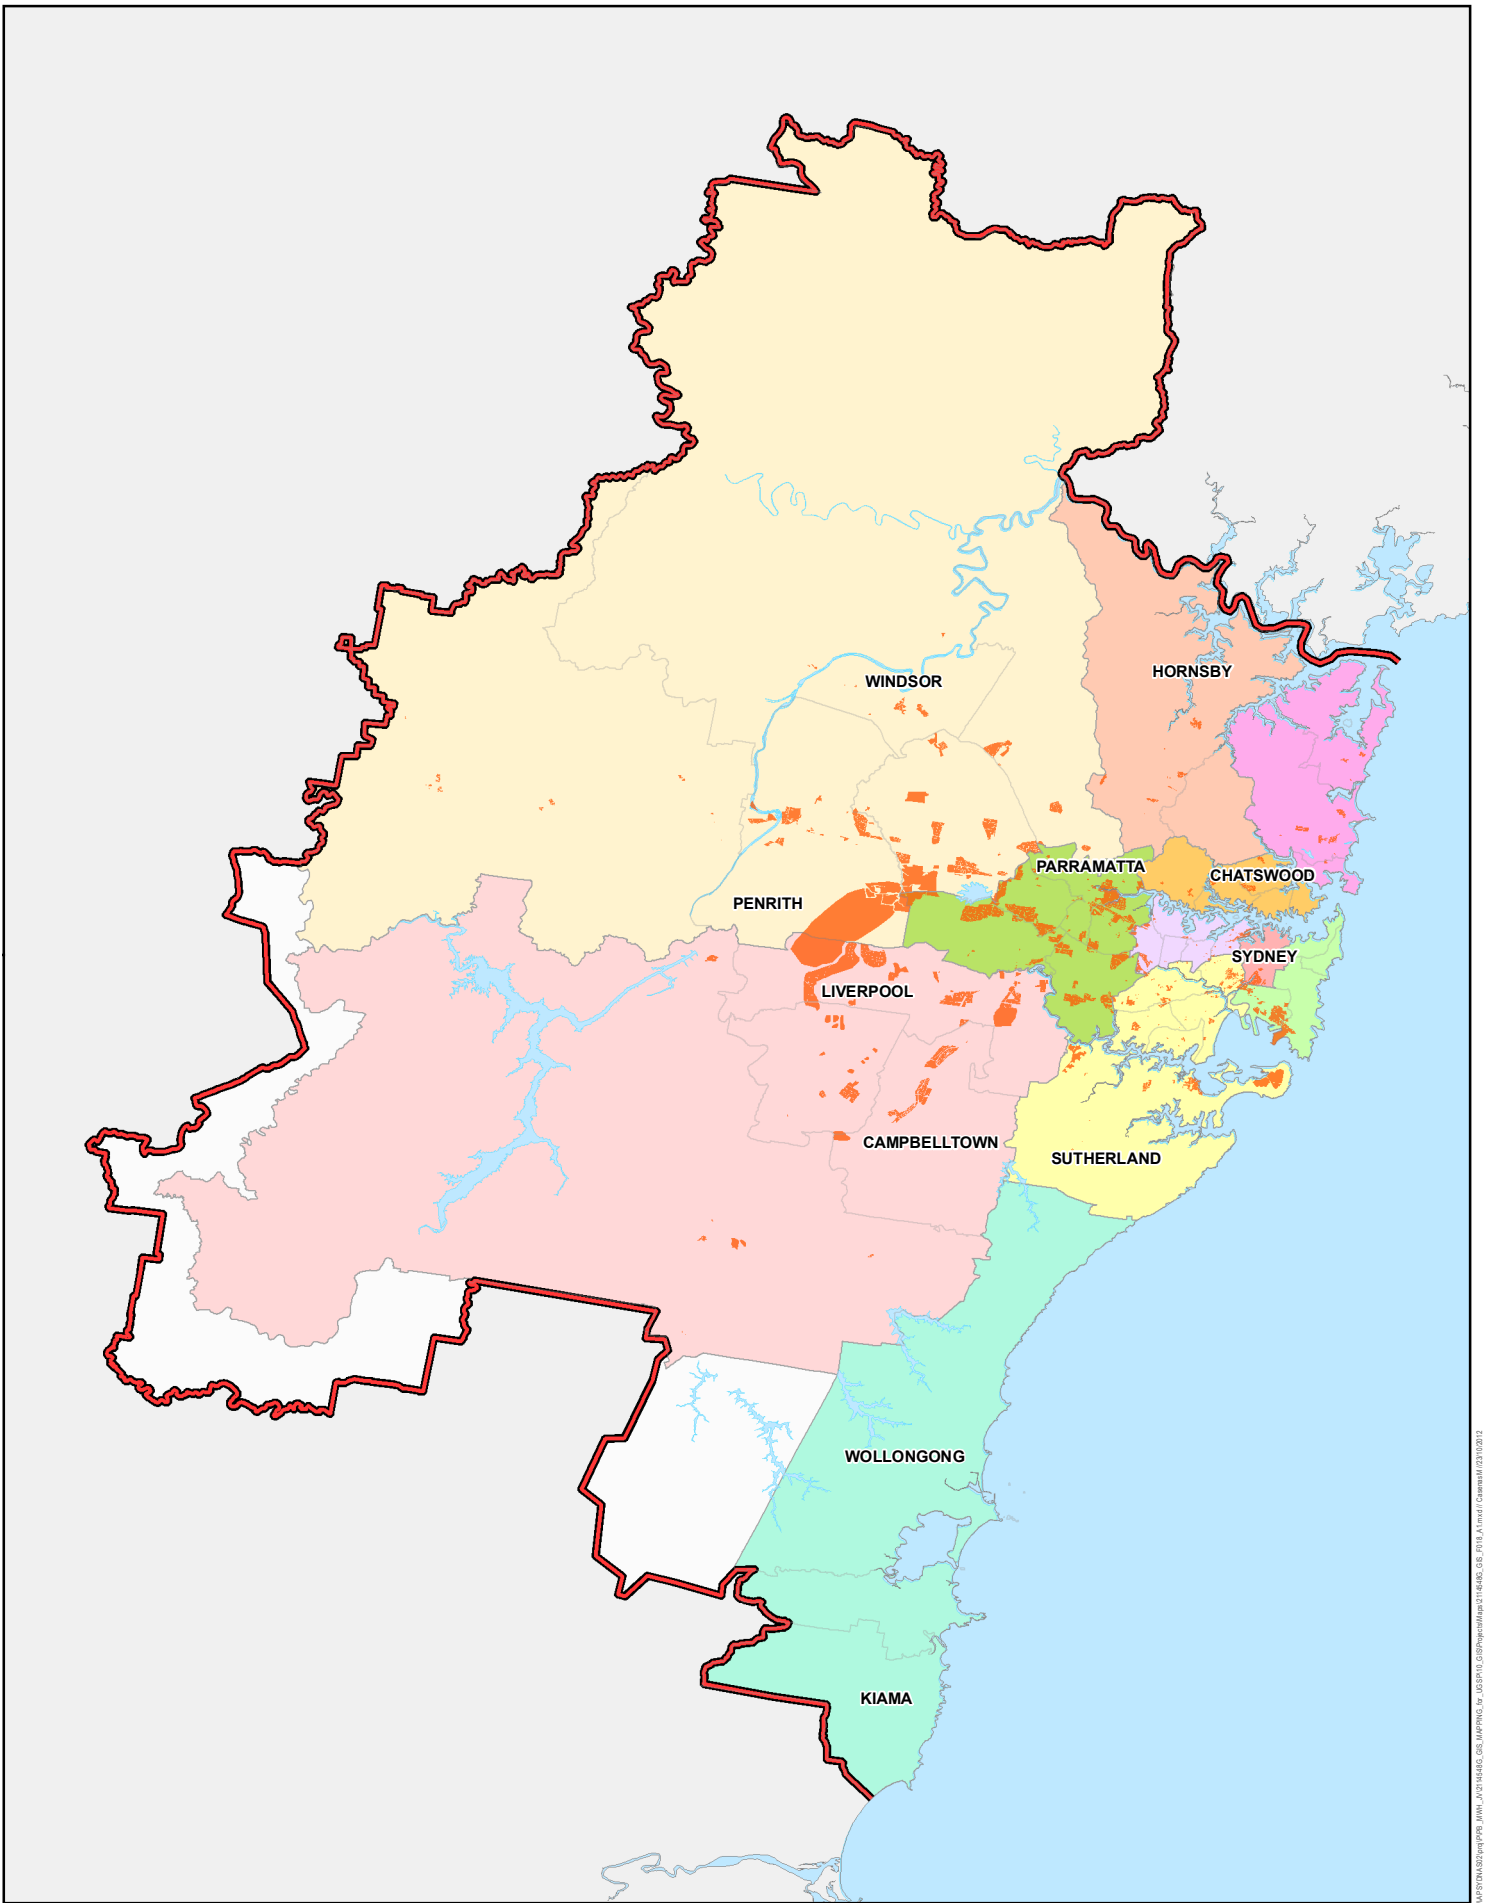 WINDSOR
HORNSBY
PARRAMATTA
CHATSWOOD
PENRITH
SYDNEY
LIVERPOOL
CAMPBELLTOWN
SUTHERLAND
WOLLONGONG
KIAMA